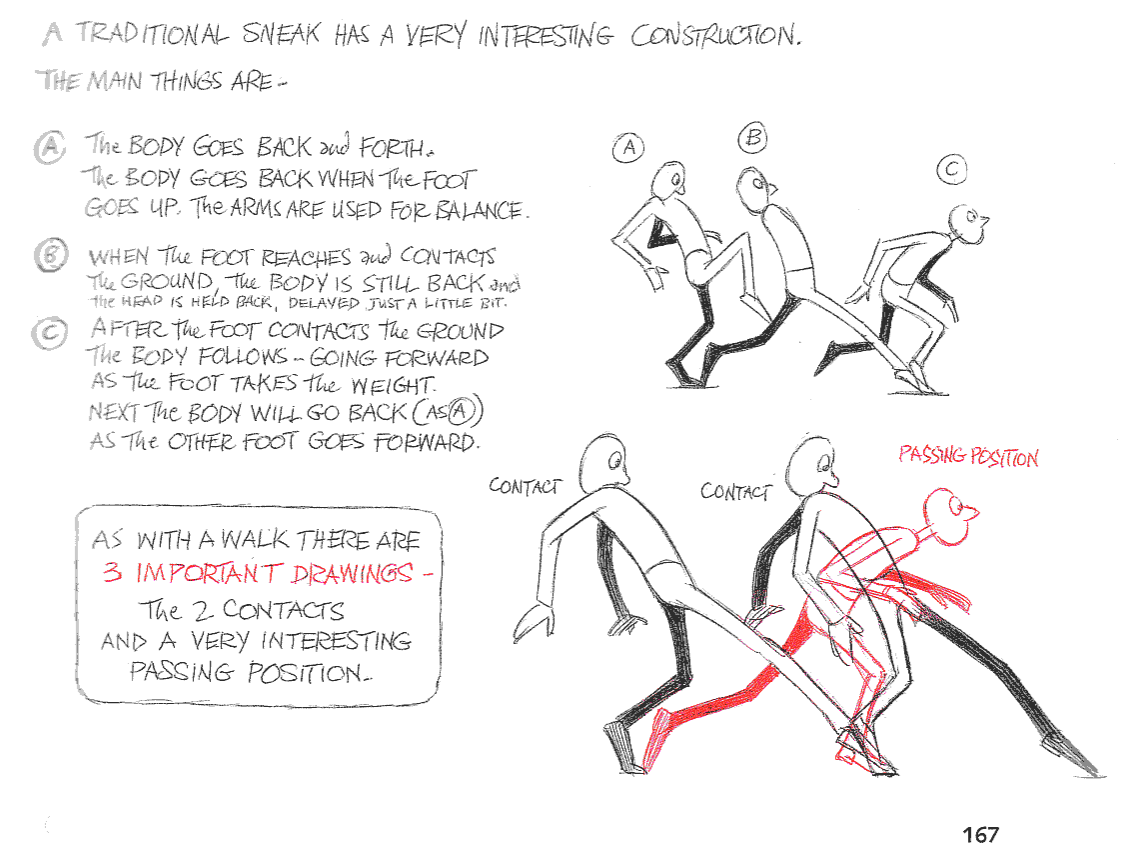 A TRADITIONAL SNEAK HAS A VERY INTERESTING CONSTRUCTION.
THE MAIN THINGS ARE -
A The BODY GOES BACK and FORTH.
The BODY GOES BACK WHEN The FOOT
GOES UP. The ARMS ARE USED FOR BALANCE.
B WHEN The FOOT REACHES and CONTACTS
The GROUND, The BODY IS STILL BACK and
the HEAD IS HELD BACK, DELAYED JUST A LITTLE BIT.
C AFTER The FOOT CONTACTS The GROUND
The BODY FOLLOWS - GOING FORWARD
AS The FOOT TAKES The WEIGHT.
NEXT The BODY WILL GO BACK (AS A)
AS The OTHER FOOT GOES FORWARD.
A
B
C
CONTACT
CONTACT
PASSING POSITION
AS WITH A WALK THERE ARE
3 IMPORTANT DRAWINGS -
The 2 CONTACTS
AND A VERY INTERESTING
PASSING POSITION.
167